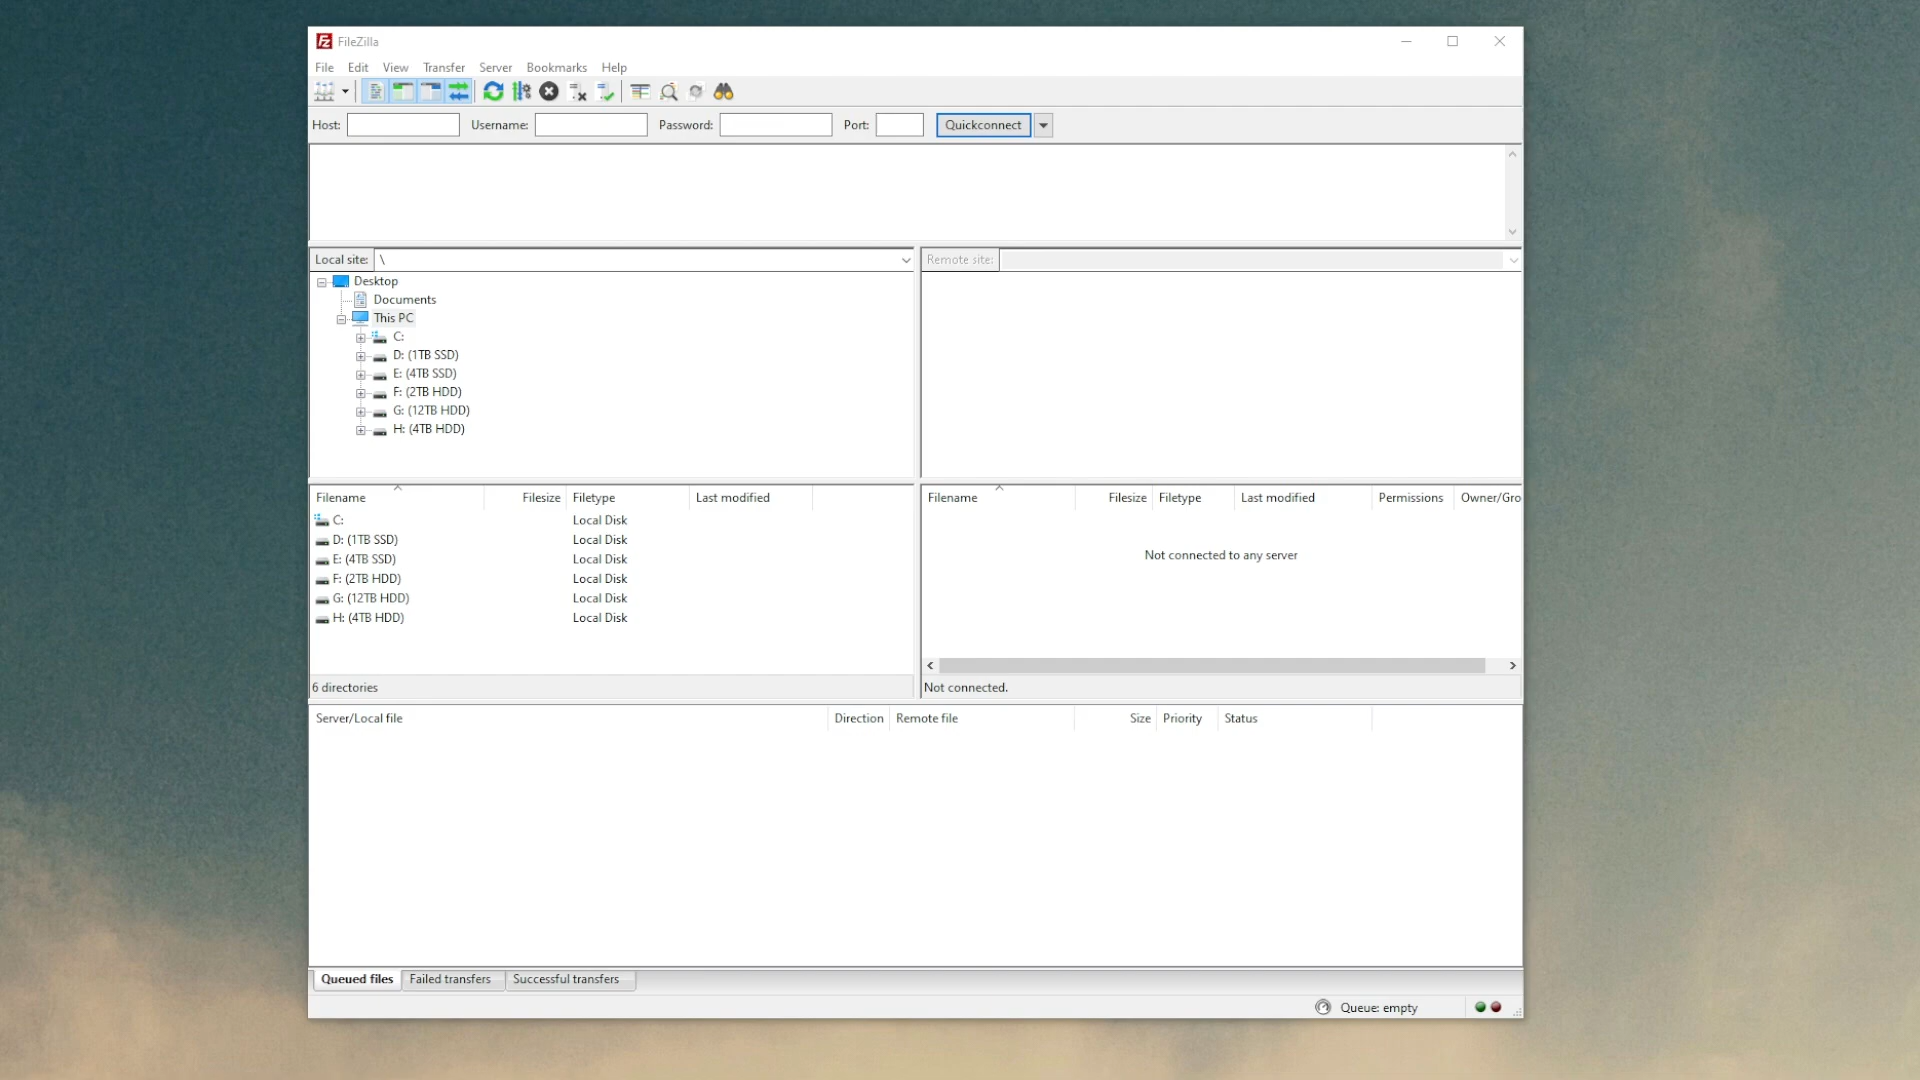 FileZilla
File Edit View Transfer Server Bookmarks Help
Host: Username: Password: Port: Quickconnect
Local site: \
Remote site:
Desktop
Documents
This PC
C:
D: (1TB SSD)
E: (4TB SSD)
F: (2TB HDD)
G: (12TB HDD)
H: (4TB HDD)
Filename Filesize Filetype Last modified
C: Local Disk
D: (1TB SSD) Local Disk
E: (4TB SSD) Local Disk
F: (2TB HDD) Local Disk
G: (12TB HDD) Local Disk
H: (4TB HDD) Local Disk
6 directories
Filename Filesize Filetype Last modified Permissions Owner/Gro
Not connected to any server
Not connected.
Server/Local file Direction Remote file Size Priority Status
Queued files Failed transfers Successful transfers
Queue: empty